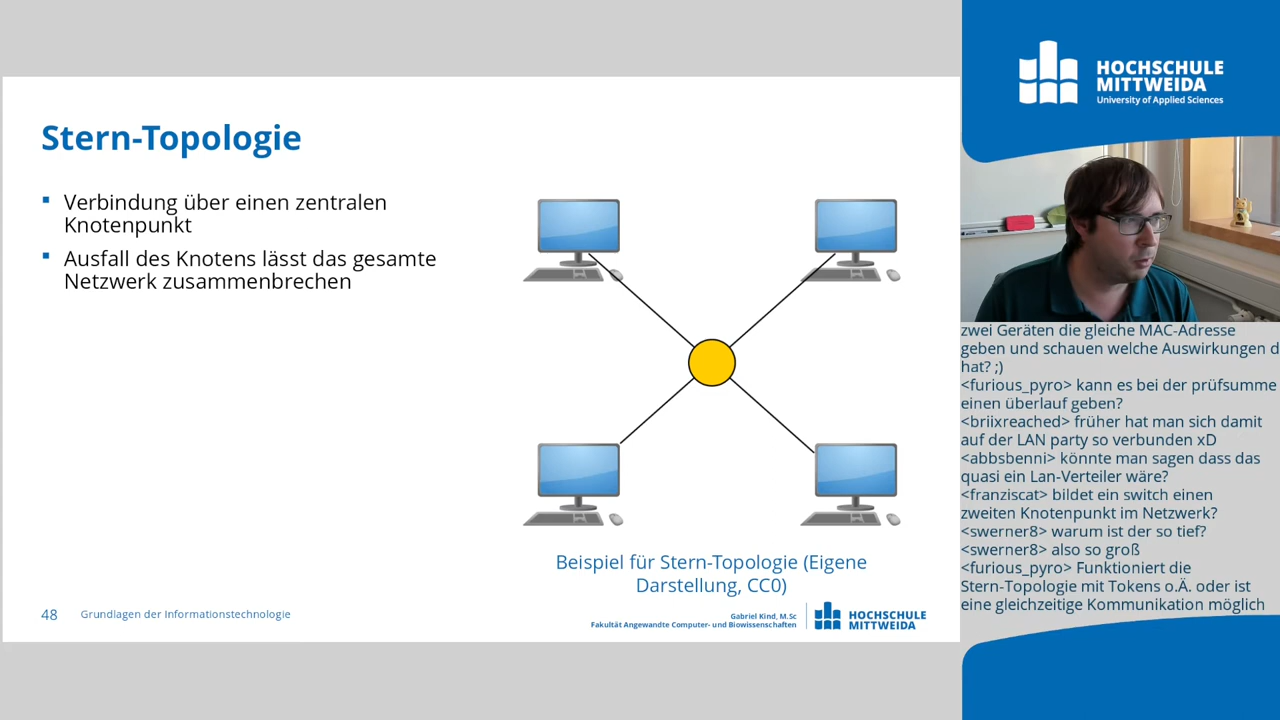 Stern-Topologie
Verbindung über einen zentralen
Knotenpunkt
Ausfall des Knotens lässt das gesamte
Netzwerk zusammenbrechen
Beispiel für Stern-Topologie (Eigene
Darstellung, CC0)
48
Grundlagen der Informationstechnologie
Gabriel Kind, M.Sc
Fakultät Angewandte Computer- und Biowissenschaften
HOCHSCHULE
MITTWEIDA
HOCHSCHULE
MITTWEIDA
University of Applied Sciences
zwei Geräten die gleiche MAC-Adresse
geben und schauen welche Auswirkungen d
hat? ;)
<furious_pyro> kann es bei der prüfsumme
einen überlauf geben?
<briixreached> früher hat man sich damit
auf der LAN party so verbunden xD
<abbsbenni> könnte man sagen dass das
quasi ein Lan-Verteiler wäre?
<franziscat> bildet ein switch einen
zweiten Knotenpunkt im Netzwerk?
<swerner8> warum ist der so tief?
<swerner8> also so groß
<furious_pyro> Funktioniert die
Stern-Topologie mit Tokens o.Ä. oder ist
eine gleichzeitige Kommunikation möglich